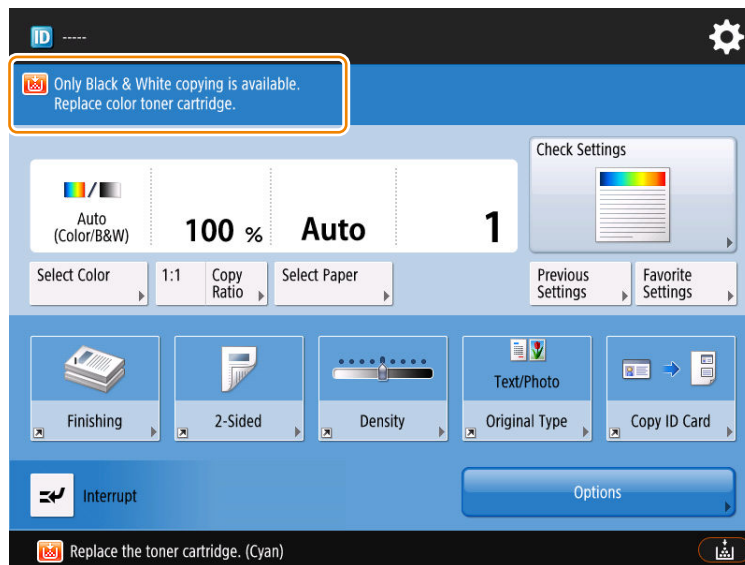 ID -----
Only Black & White copying is available.
Replace color toner cartridge.
Check Settings
Auto
(Color/B&W)
100 %
Auto
1
Select Color
1:1
Copy
Ratio
Select Paper
Previous
Settings
Favorite
Settings
Text/Photo
Finishing
2-Sided
Density
Original Type
Copy ID Card
Interrupt
Options
Replace the toner cartridge. (Cyan)